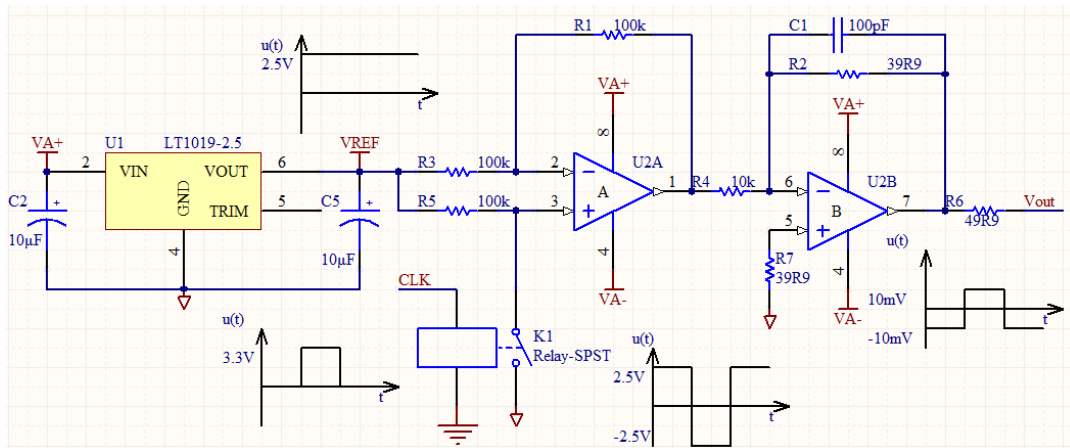 R1 100k
C1 100pF
u(t)
2.5V
t
R2 39R9
VA+
8
VA+
8
VA+
U1 LT1019-2.5
VREF
2 VIN VOUT 6
R3 100k
2
A
U2A
1
R4 10k
6
B
U2B
7
R6
49R9
Vout
GND
TRIM 5
R5 100k
3
5
C2
10µF
C5
10µF
4
4
VA-
R7
39R9
4
VA-
u(t)
10mV
-10mV
t
CLK
K1
Relay-SPST
u(t)
3.3V
t
u(t)
2.5V
-2.5V
t